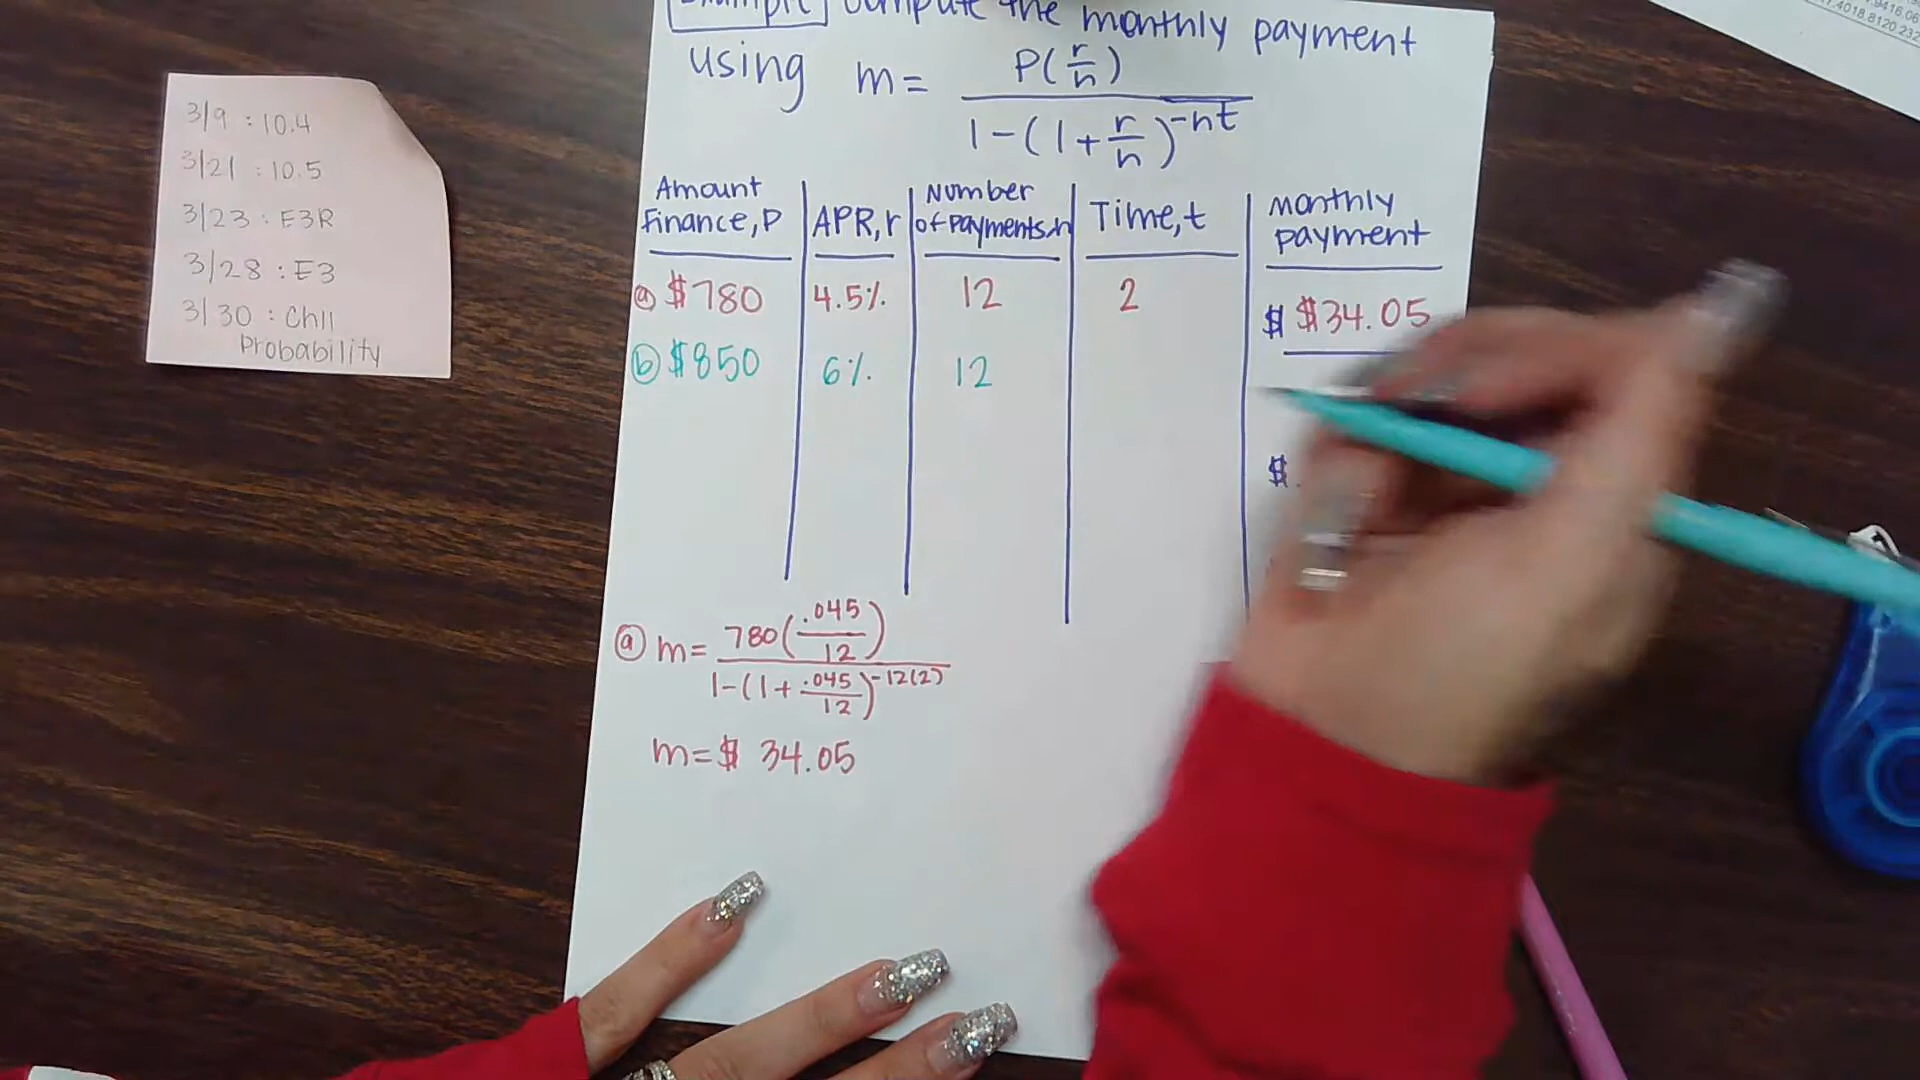 Example Compute the monthly payment
using m = P(r/n) / 1-(1+r/n)^-nt
Amount Finance, P
APR, r
Number of Payments, n
Time, t
monthly payment
ⓐ $780 4.5% 12 2 $ $34.05
ⓑ $850 6% 12
$
ⓐ m = 780(.045/12) / 1-(1+.045/12)^-12(2)
m = $ 34.05
3/9 : 10.4
3/21 : 10.5
3/23 : E3R
3/28 : E3
3/30 : Ch11
Probability